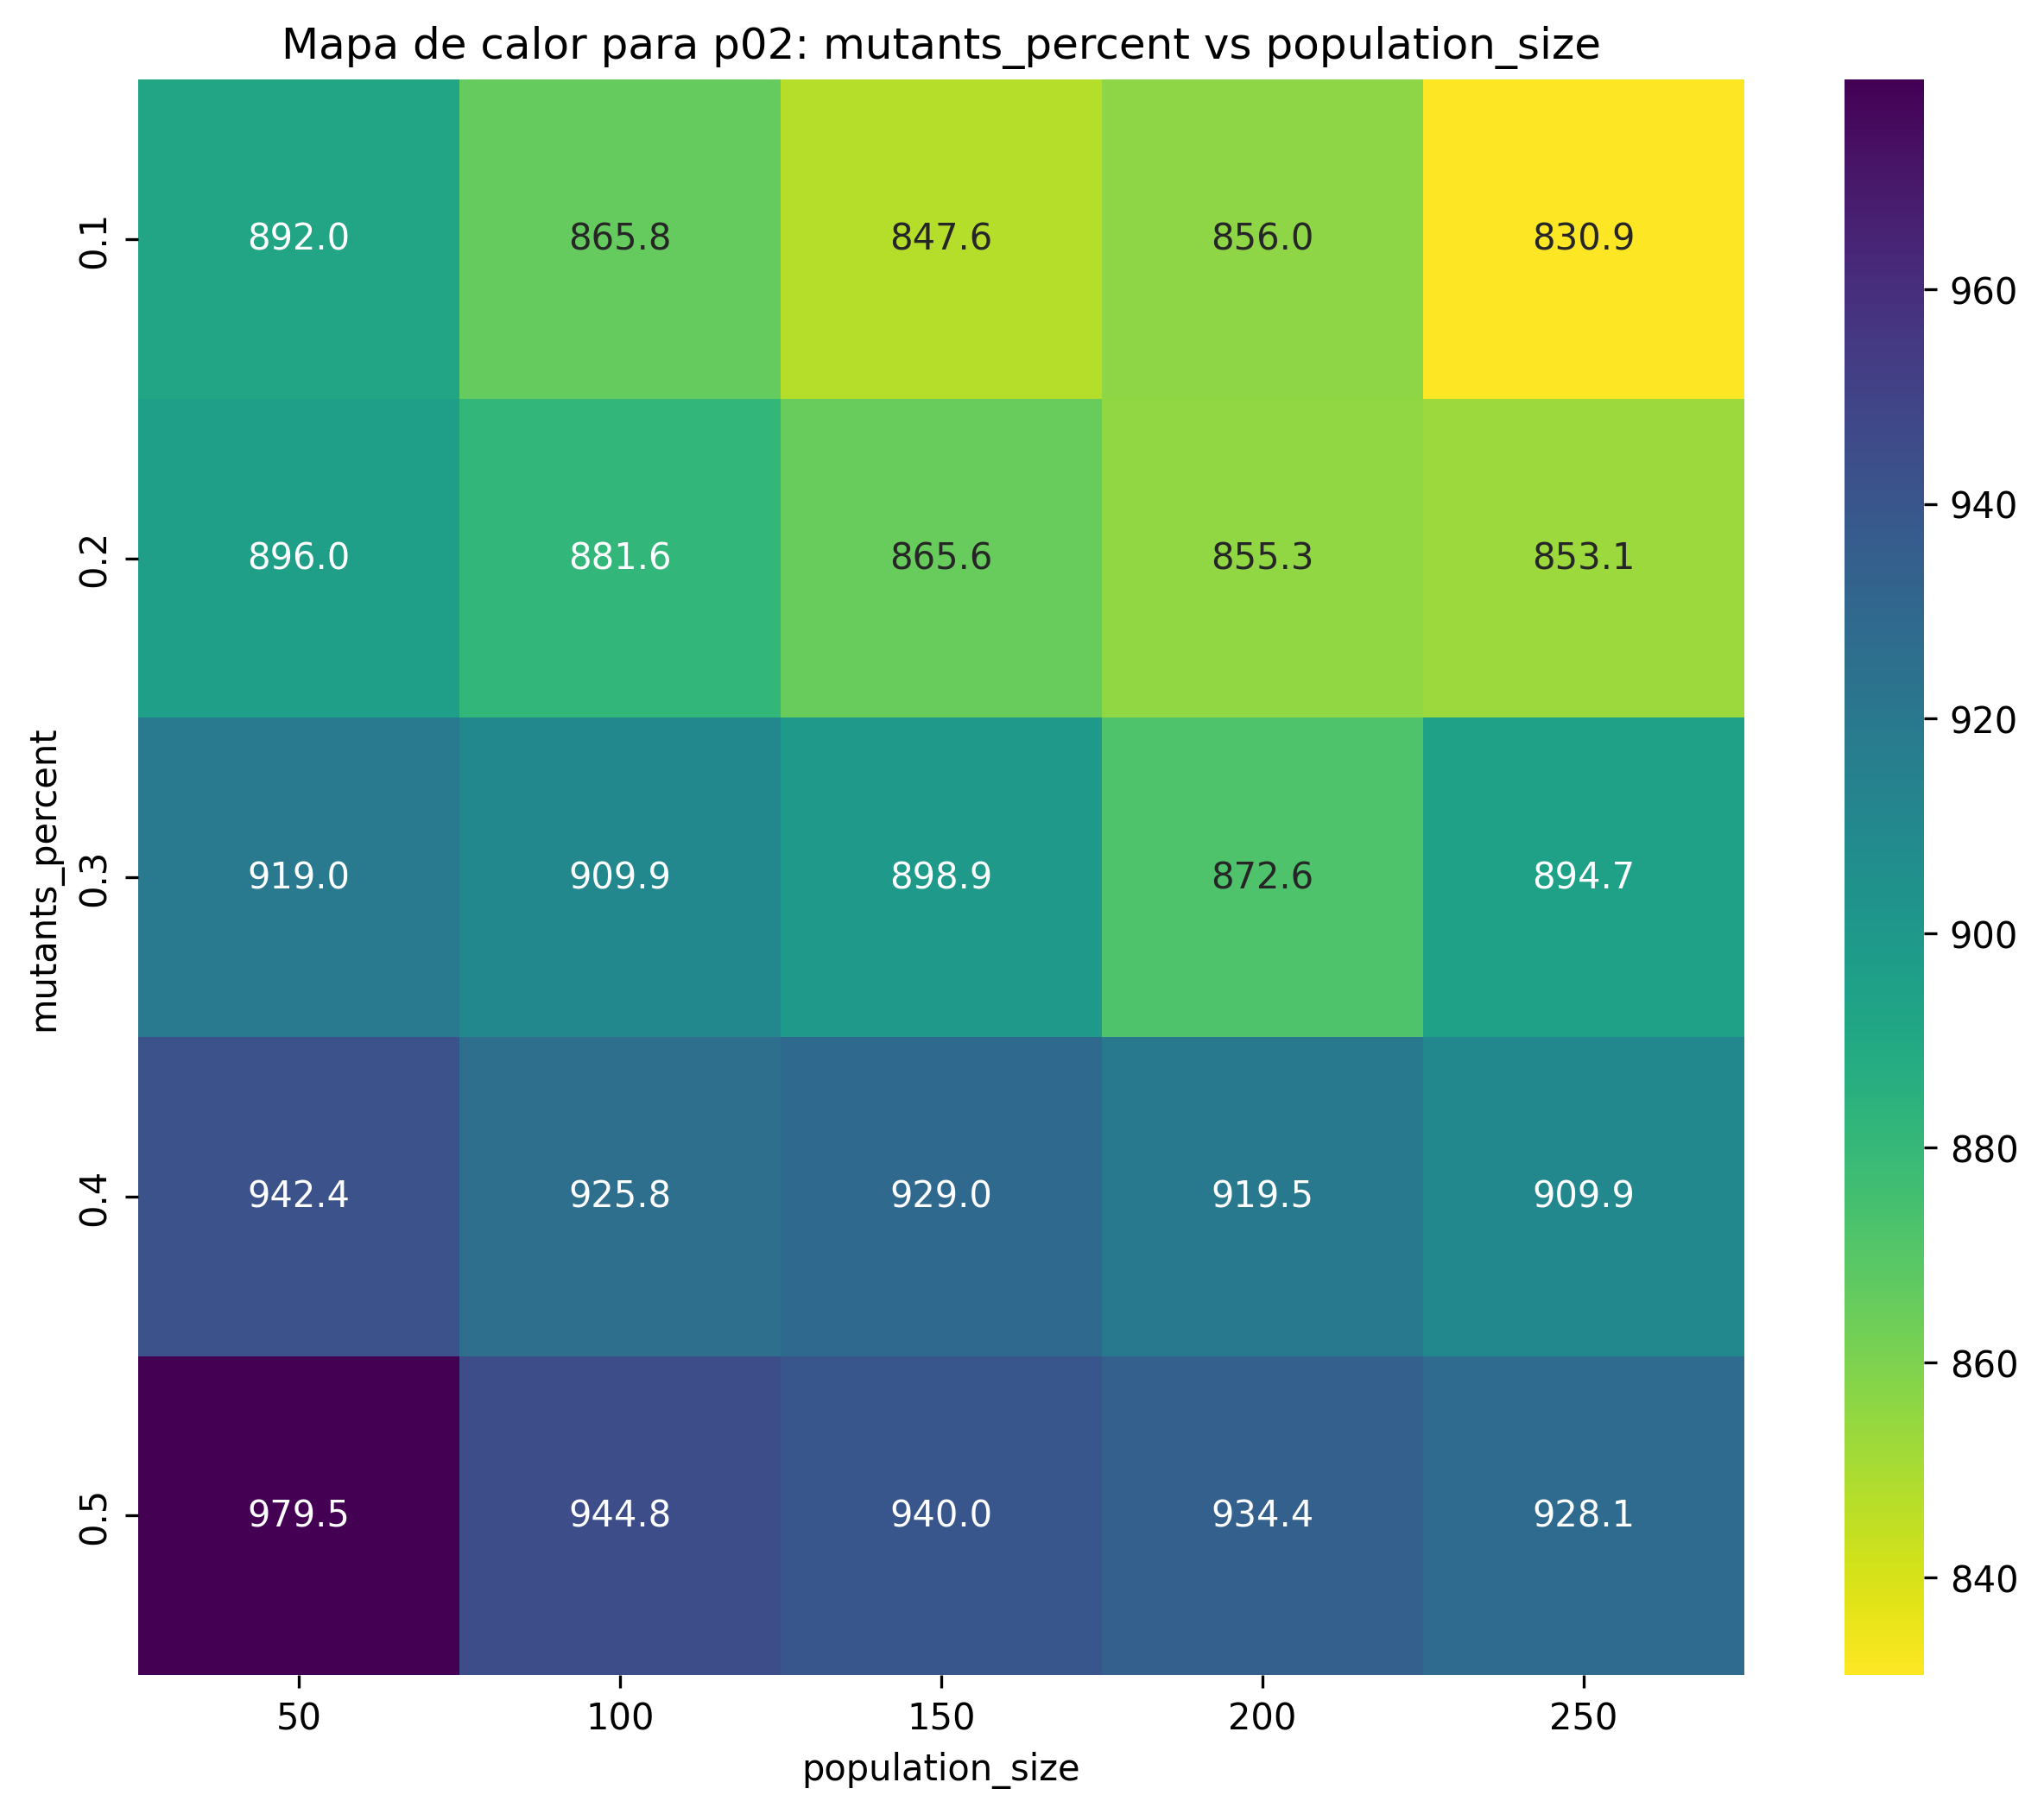 Mapa de calor para p02: mutants_percent vs population_size
mutants_percent
0.1 892.0 865.8 847.6 856.0 830.9
0.2 896.0 881.6 865.6 855.3 853.1
0.3 919.0 909.9 898.9 872.6 894.7
0.4 942.4 925.8 929.0 919.5 909.9
0.5 979.5 944.8 940.0 934.4 928.1
50 100 150 200 250
population_size
960
940
920
900
880
860
840